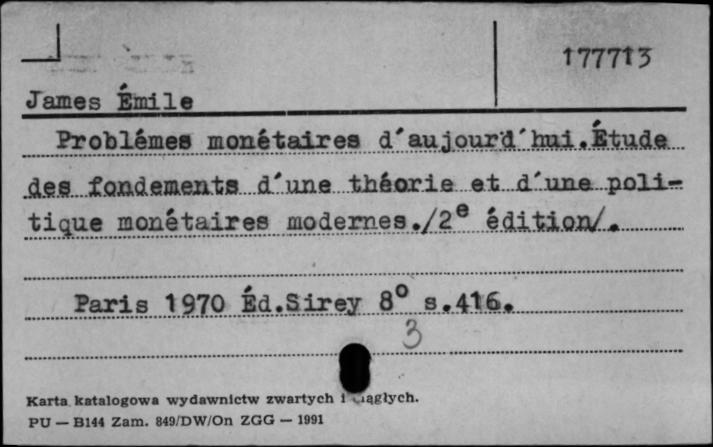 177713
James Émile
Problémes monétaires d´aujourd´hui.Étude
des fondements d´une théorie et d´une poli=
tique monétaires modernes./2e édition/.
Paris 1970 Éd.Sirey 8° s.416.
3
Karta katalogowa wydawnictw zwartych i
PU — B144 Zam. 849/DW/On ZGG — 1991